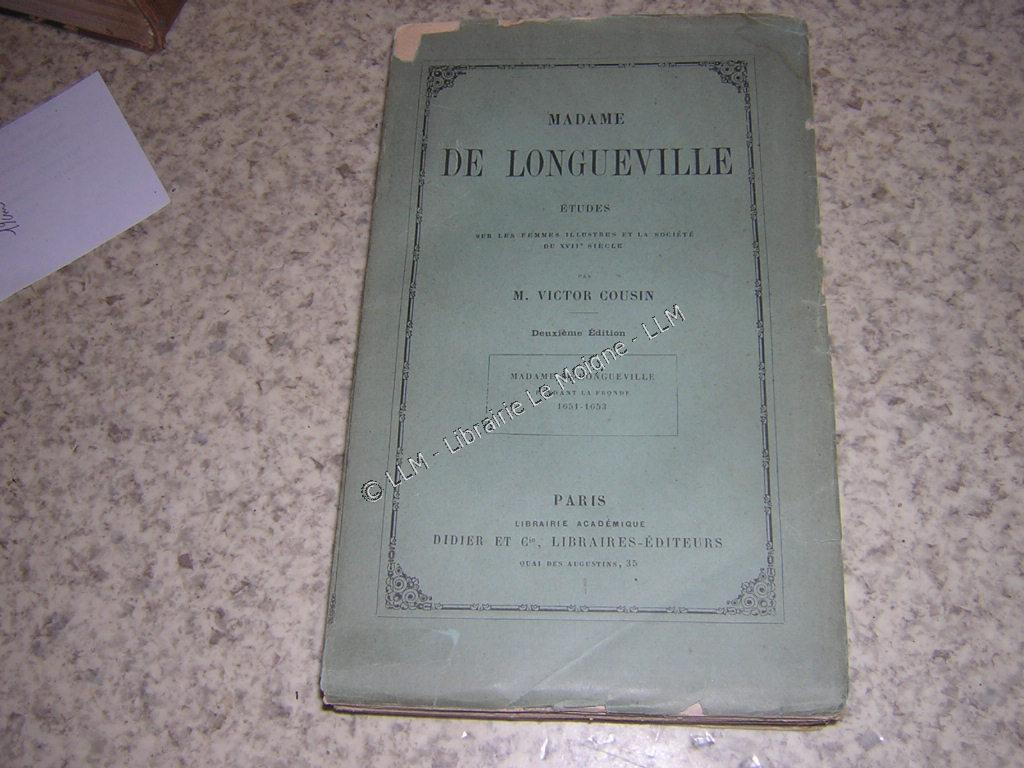 MADAME
DE LONGUEVILLE
ÉTUDES
SUR LES FEMMES ILLUSTRES ET LA SOCIÉTÉ
DU XVIIe SIÈCLE
PAR
M. VICTOR COUSIN
Deuxième Édition
MADAME DE LONGUEVILLE
PENDANT LA FRONDE
1651-1653
PARIS
LIBRAIRIE ACADÉMIQUE
DIDIER ET Cie, LIBRAIRES-ÉDITEURS
QUAI DES AUGUSTINS, 35
© LLM - Librairie Le Moigne - LLM